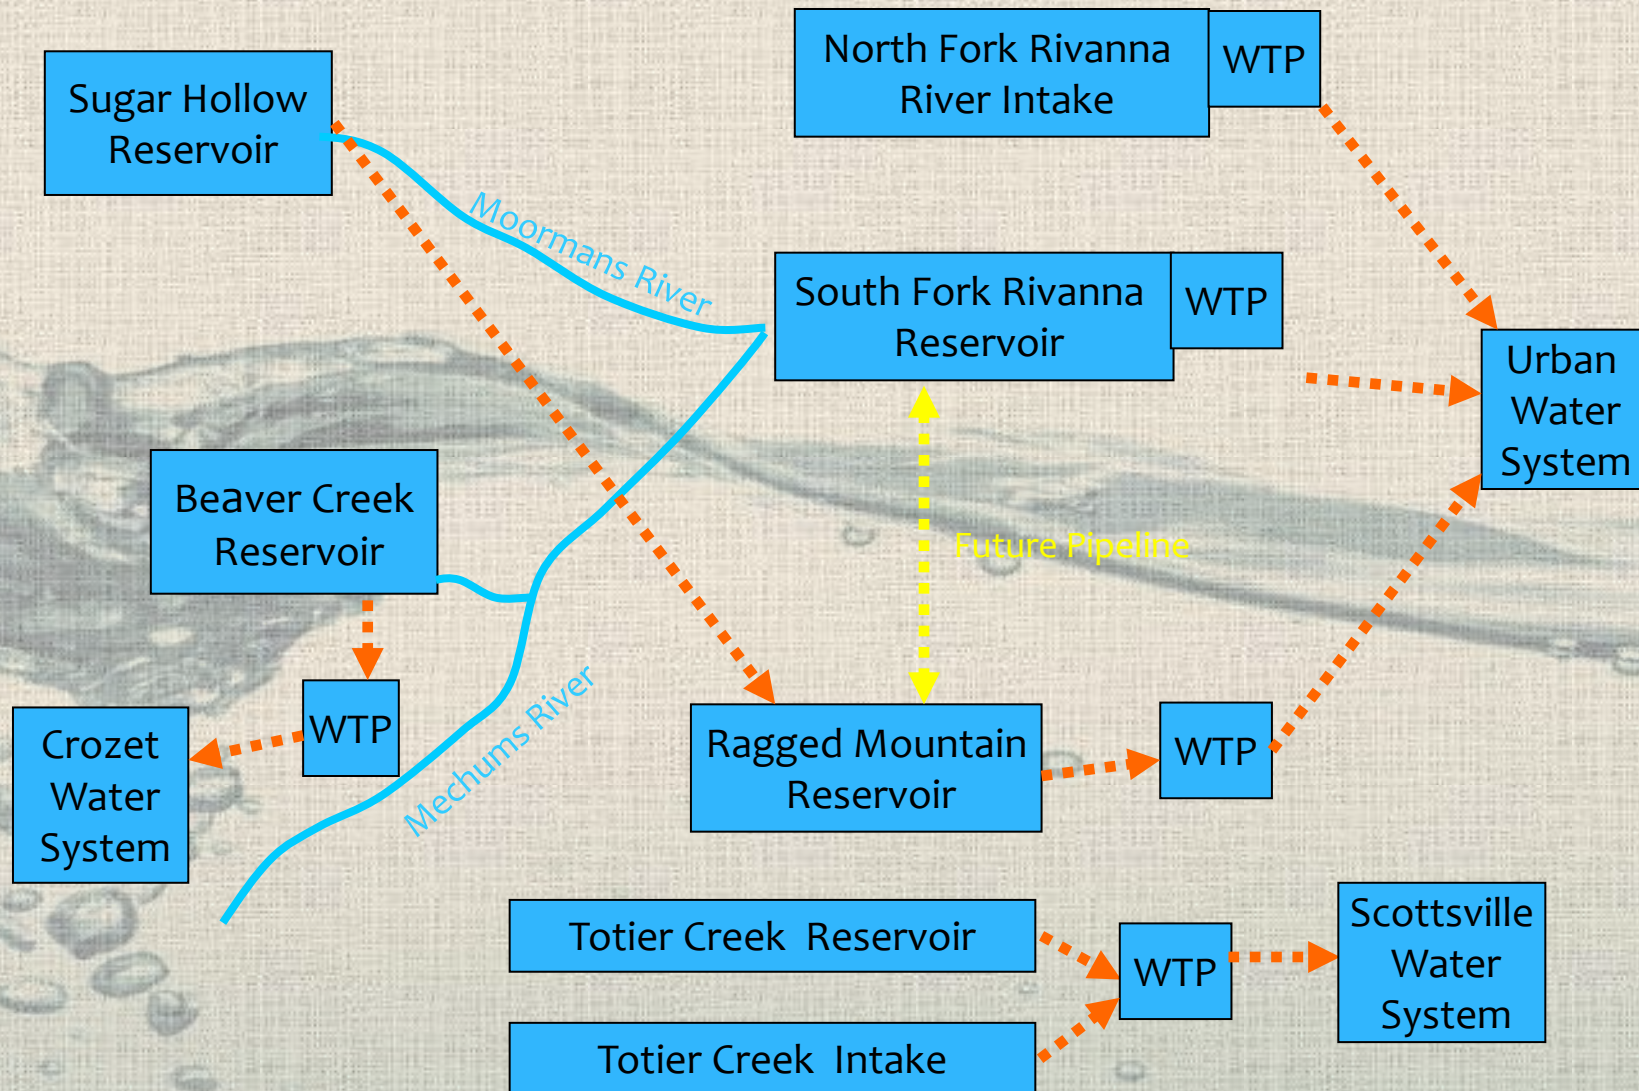 North Fork Rivanna
River Intake
WTP
Sugar Hollow
Reservoir
Moormans River
South Fork Rivanna
Reservoir
WTP
Urban
Water
System
Beaver Creek
Reservoir
Future Pipeline
WTP
Mechums River
Crozet
Water
System
Ragged Mountain
Reservoir
WTP
Totier Creek  Reservoir
WTP
Scottsville
Water
System
Totier Creek  Intake